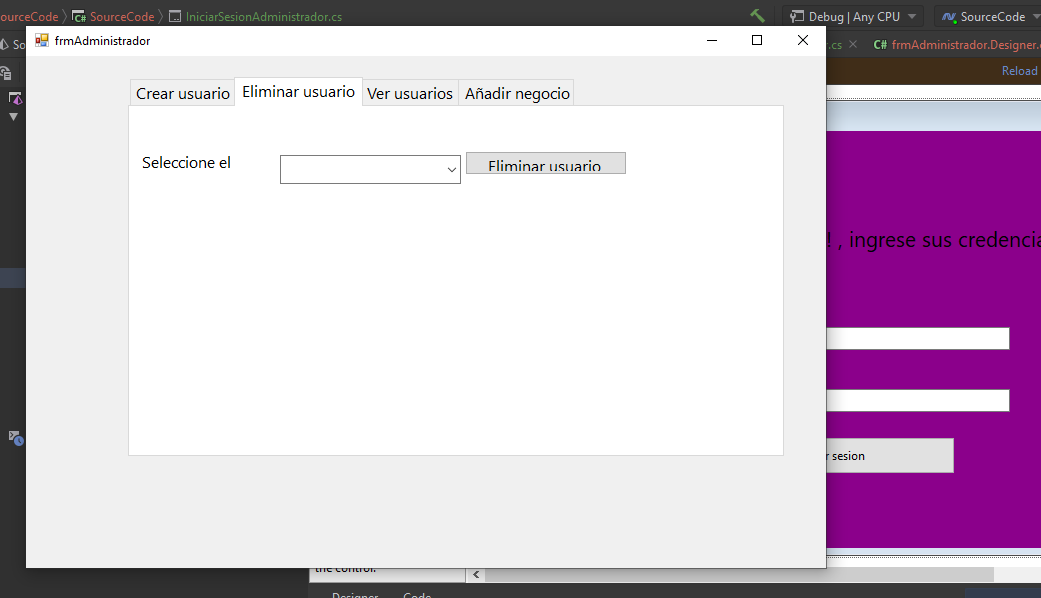 ourceCode SourceCode IniciarSesionAdministrador.cs Debug | Any CPU SourceCode
frmAdministrador
So
.cs C# frmAdministrador.Designer.
Reload
Crear usuario Eliminar usuario Ver usuarios Añadir negocio
Seleccione el Eliminar usuario
! , ingrese sus credencia
r sesion
the control.
Designer Code